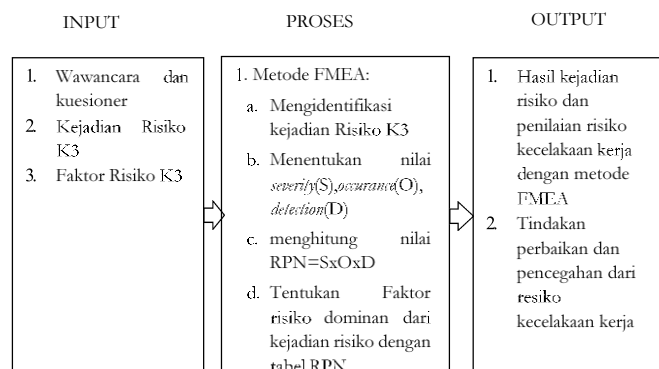 INPUT
PROSES
OUTPUT
1. Wawancara dan
kuesioner
2. Kejadian Risiko
K3
3. Faktor Risiko K3
1. Metode FMEA:
a. Mengidentifikasi
kejadian Risiko K3
b. Menentukan nilai
severity(S),occurance(O),
detection(D)
c. menghitung nilai
RPN=SxOxD
d. Tentukan Faktor
risiko dominan dari
kejadian risiko dengan
tabel RPN
1. Hasil kejadian
risiko dan
penilaian risiko
kecelakaan kerja
dengan metode
FMEA
2. Tindakan
perbaikan dan
pencegahan dari
resiko
kecelakaan kerja